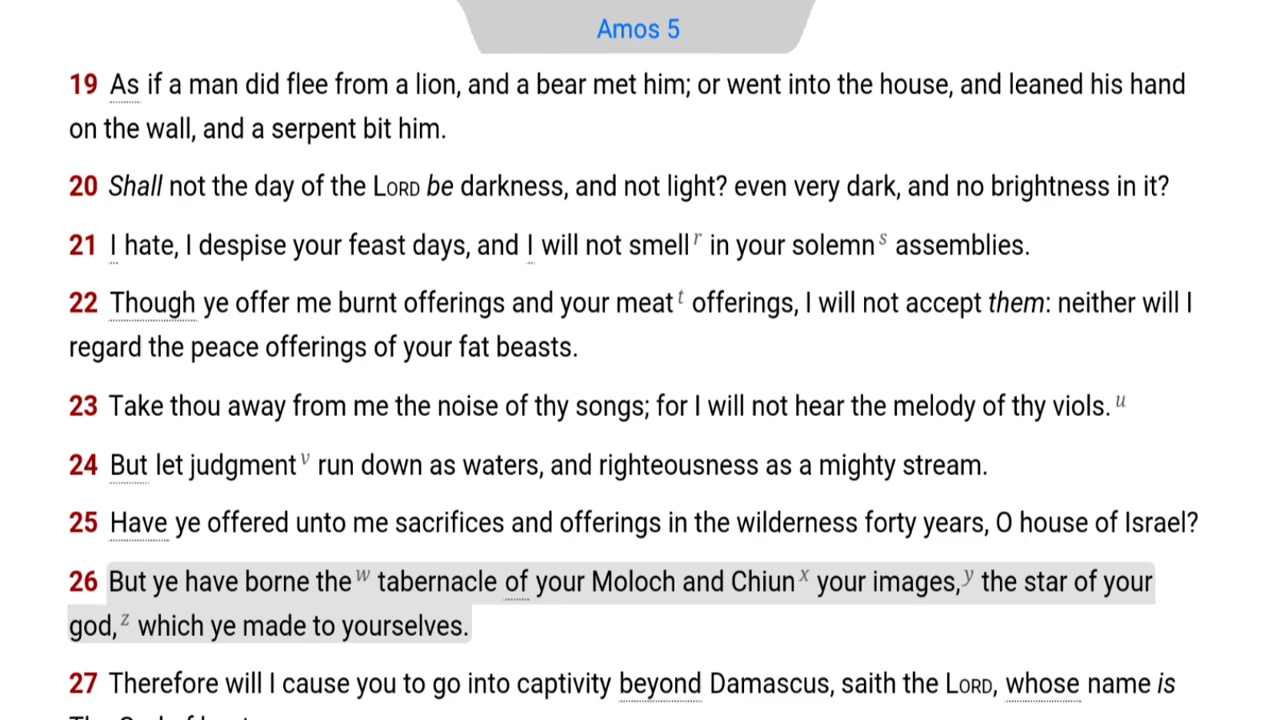 Amos 5
19 As if a man did flee from a lion, and a bear met him; or went into the house, and leaned his hand
on the wall, and a serpent bit him.
20 Shall not the day of the LORD be darkness, and not light? even very dark, and no brightness in it?
21 I hate, I despise your feast days, and I will not smell r in your solemn s assemblies.
22 Though ye offer me burnt offerings and your meat t offerings, I will not accept them: neither will I
regard the peace offerings of your fat beasts.
23 Take thou away from me the noise of thy songs; for I will not hear the melody of thy viols. u
24 But let judgment v run down as waters, and righteousness as a mighty stream.
25 Have ye offered unto me sacrifices and offerings in the wilderness forty years, O house of Israel?
26 But ye have borne the w tabernacle of your Moloch and Chiun x your images, y the star of your
god, z which ye made to yourselves.
27 Therefore will I cause you to go into captivity beyond Damascus, saith the LORD, whose name is